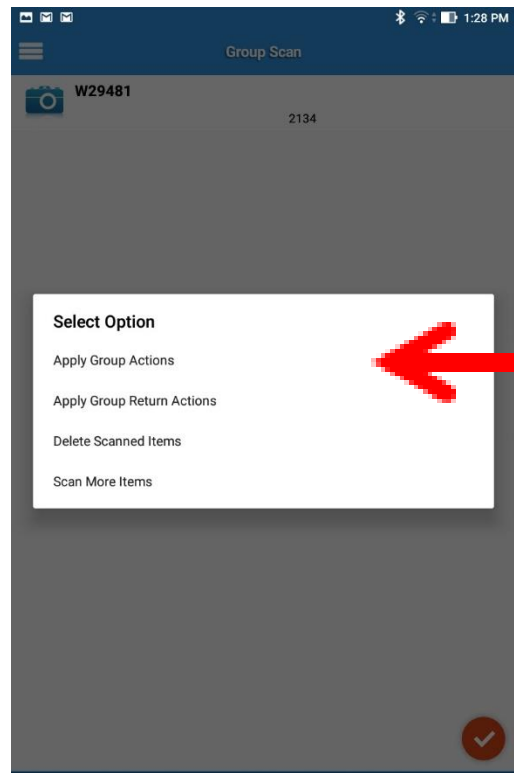 1:28 PM
Group Scan
W29481
2134
Select Option
Apply Group Actions
Apply Group Return Actions
Delete Scanned Items
Scan More Items